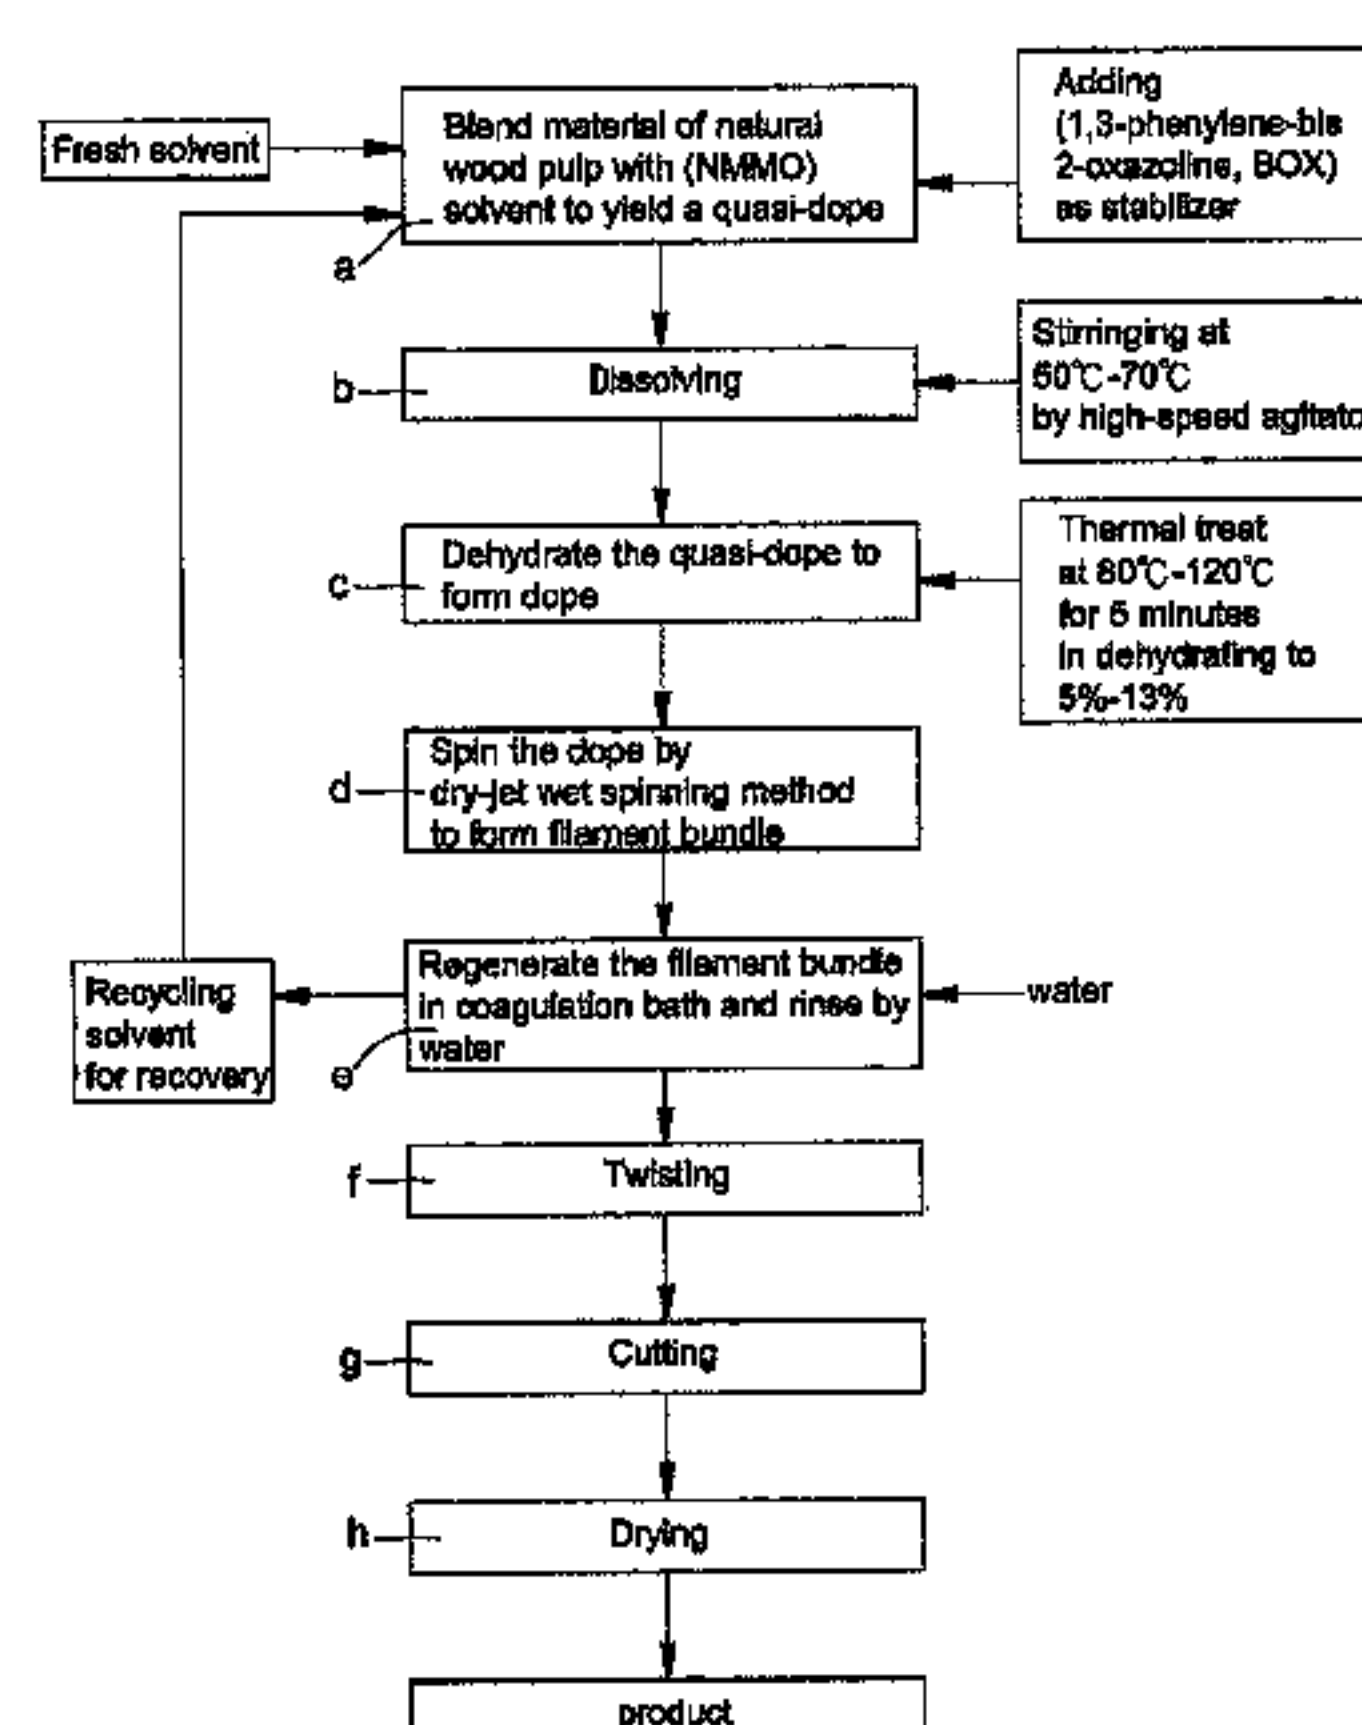 Fresh solvent
Blend material of natural
wood pulp with (NMMO)
solvent to yield a quasi-dope
Adding
(1,3-phenylene-bis
2-oxazoline, BOX)
as stabilizer
a
b
Dissolving
Stirringing at
60℃-70℃
by high-speed agitato
c
Dehydrate the quasi-dope to
form dope
Thermal treat
at 80℃-120℃
for 5 minutes
in dehydrating to
5%-13%
d
Spin the dope by
dry-jet wet spinning method
to form filament bundle
Recycling
solvent
for recovery
e
Regenerate the filament bundle
in coagulation bath and rinse by
water
water
f
Twisting
g
Cutting
h
Drying
product